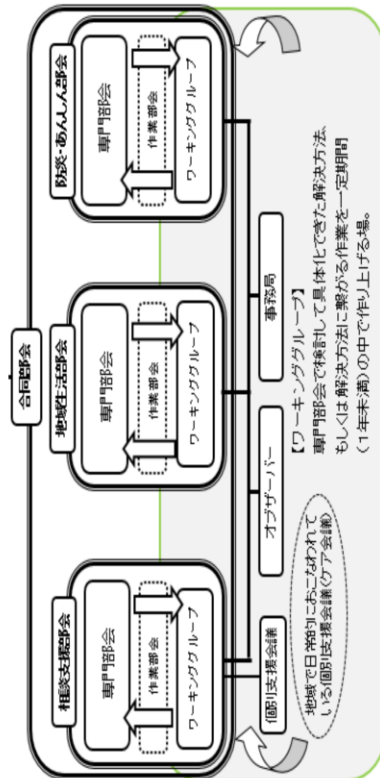 合同部会
相談支援部会
専門部会
作業部会
ワーキンググループ
地域生活部会
専門部会
作業部会
ワーキンググループ
防災・あんしん部会
専門部会
作業部会
ワーキンググループ
個別支援会議
オブザーバー
事務局
地域で日常的におこなわれて
いる個別支援会議〈ケア会議〉
【ワーキンググループ】
専門部会で検討して具体化できた解決方法、
もしくは解決方法に繋がる作業を一定期間
（1年未満）の中で作り上げる場。